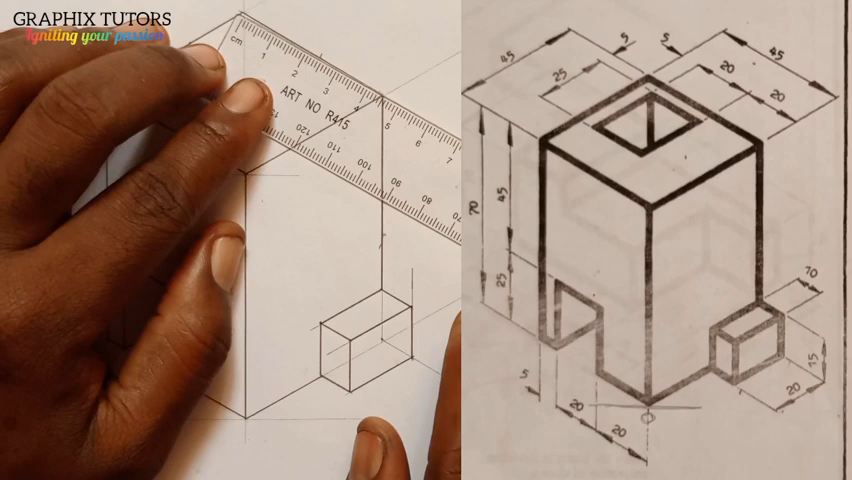 GRAPHIX TUTORS
Igniting your passion
cm 1 2 3 4 5 6 7
ART NO R415
120 110 100 90 80
45 5 5 45
25 20 20
45
70
25
10
15
5 20 20 20